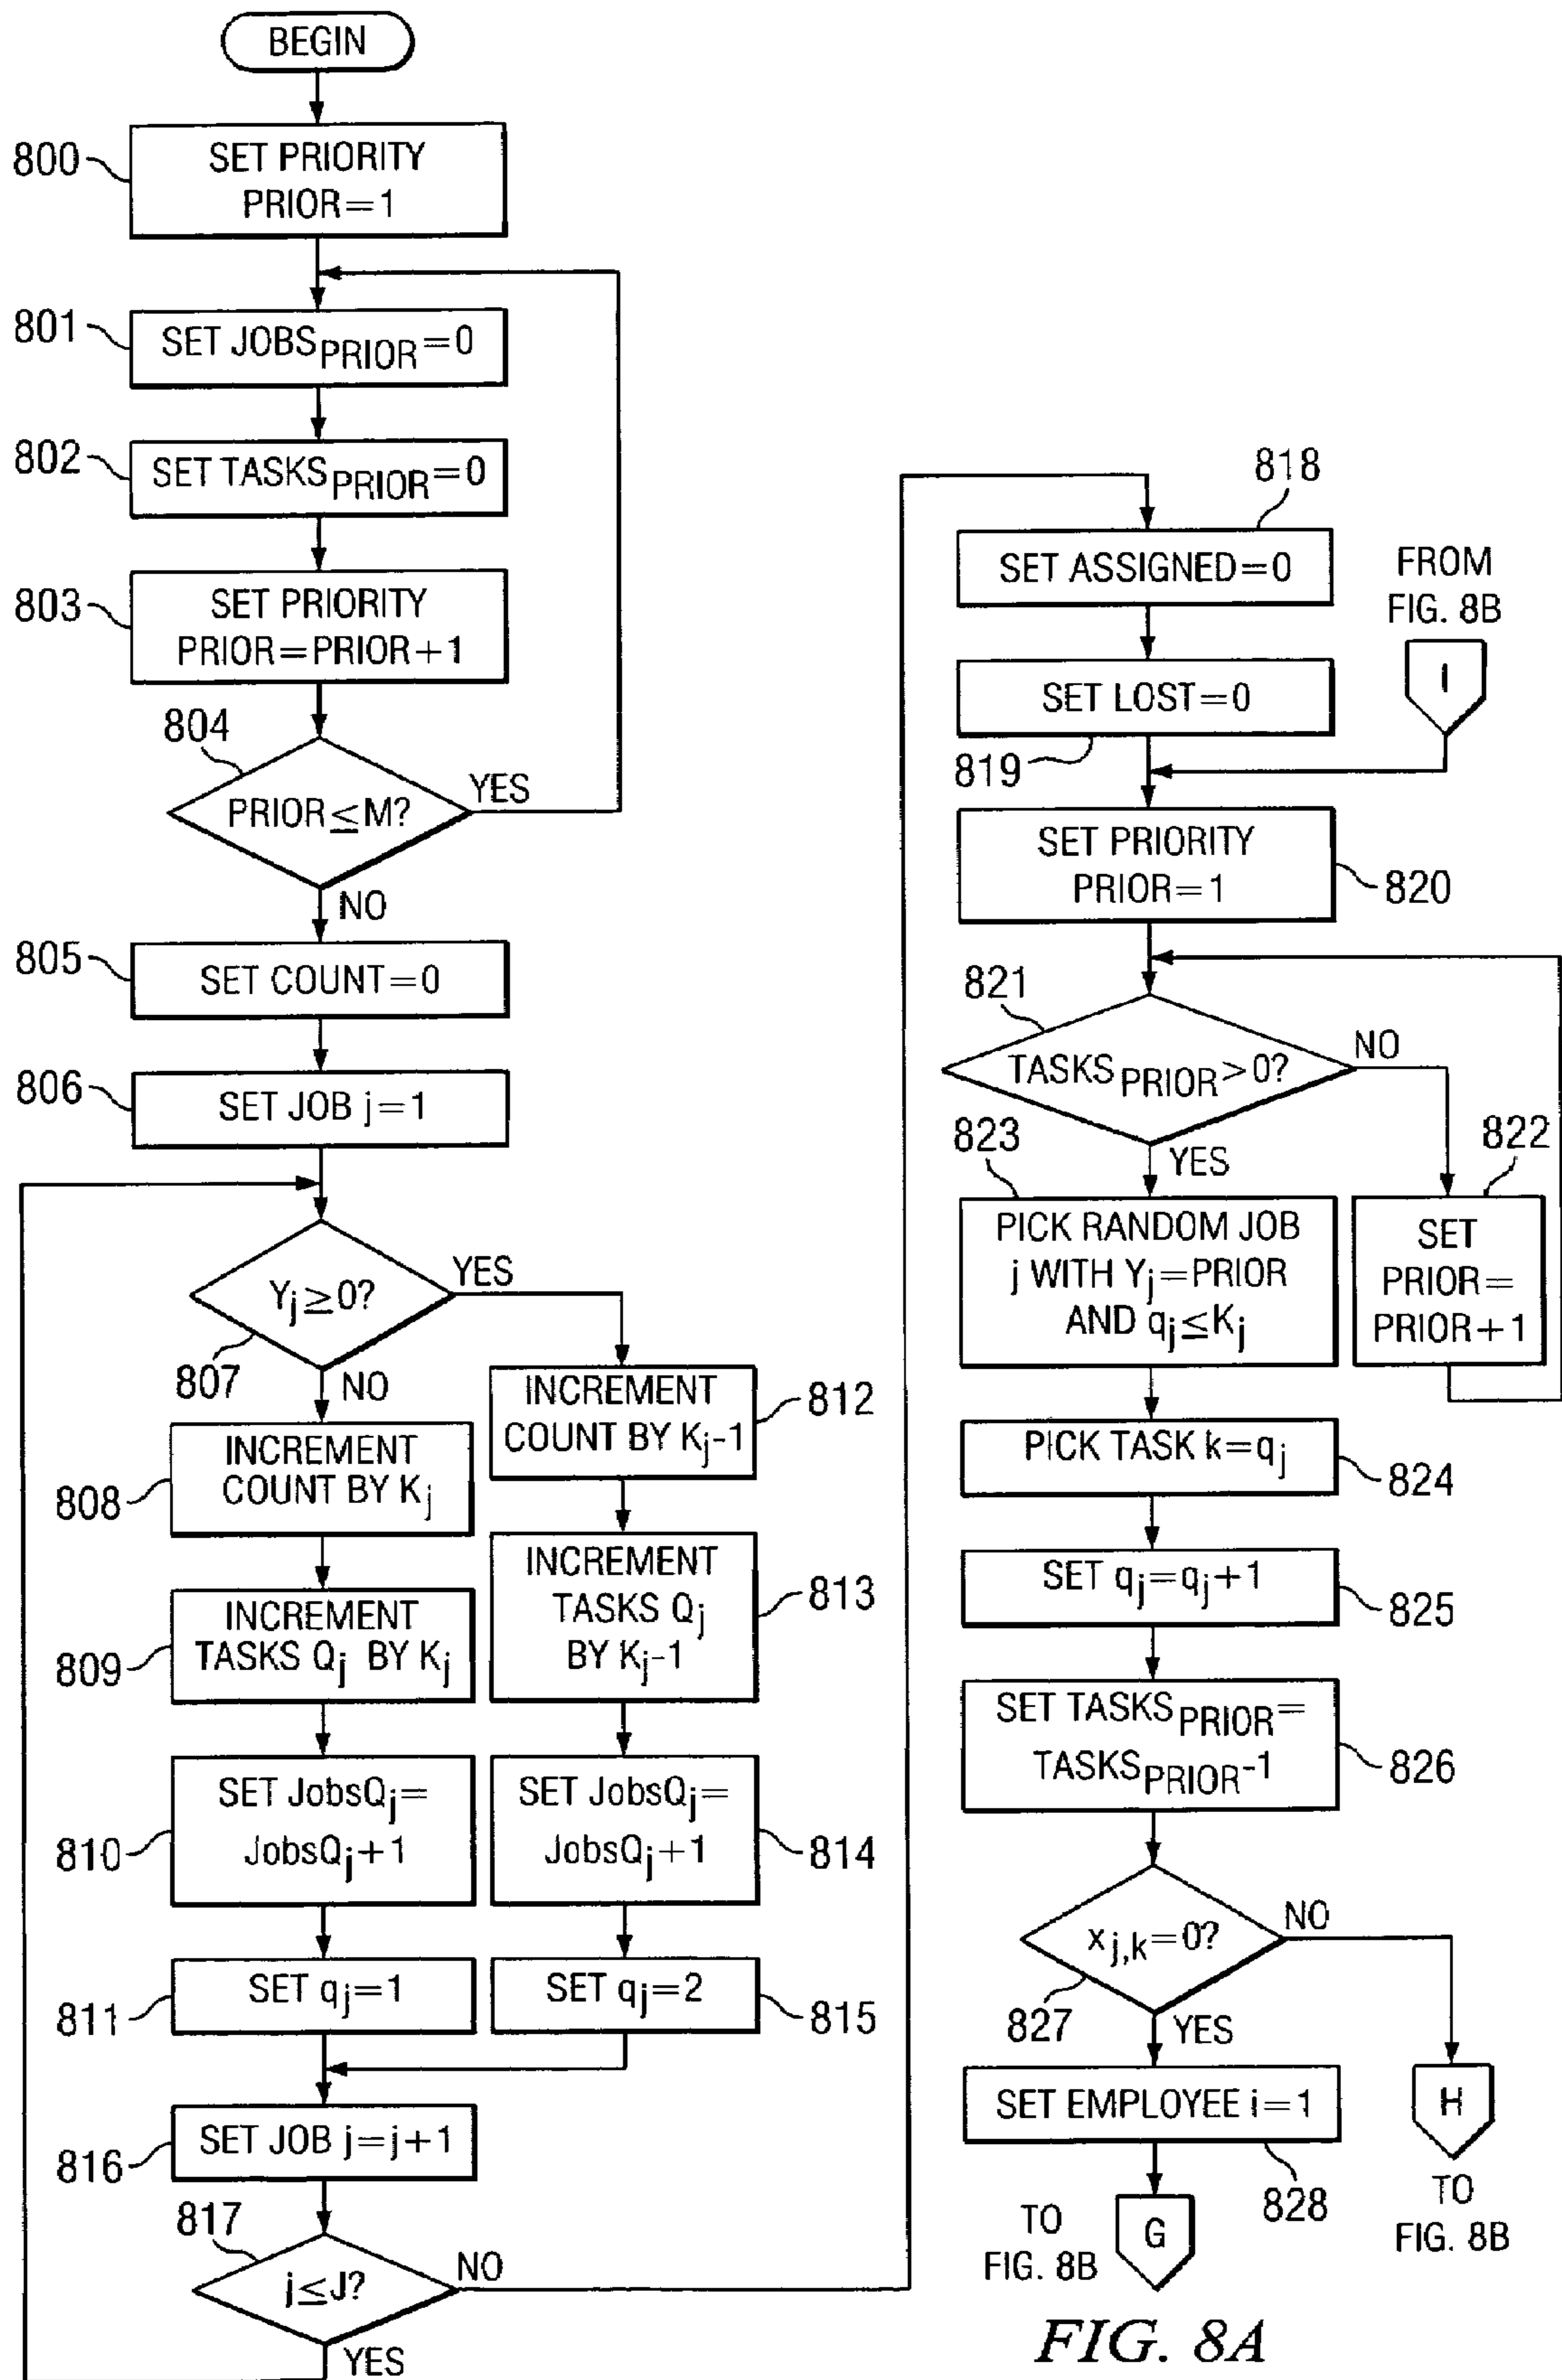 BEGIN
800
SET PRIORITY
PRIOR=1
801
SET JOBS PRIOR=0
802
SET TASKS PRIOR=0
803
SET PRIORITY
PRIOR=PRIOR+1
804
PRIOR≤M?
YES
NO
805
SET COUNT=0
806
SET JOB j=1
Yj≥0?
YES
807
NO
808
INCREMENT
COUNT BY Kj
809
INCREMENT
TASKS Qj BY Kj
810
SET JobsQj=
JobsQj+1
811
SET qj=1
812
INCREMENT
COUNT BY Kj-1
813
INCREMENT
TASKS Qj
BY Kj-1
814
SET JobsQj=
JobsQj+1
815
SET qj=2
816
SET JOB j=j+1
817
j≤J?
NO
YES
818
SET ASSIGNED=0
SET LOST=0
819
FROM
FIG. 8B
I
SET PRIORITY
PRIOR=1
820
821
TASKS PRIOR>0?
NO
YES
822
SET
PRIOR=
PRIOR+1
823
PICK RANDOM JOB
j WITH Yj=PRIOR
AND qj≤Kj
PICK TASK k=qj
824
SET qj=qj+1
825
SET TASKS PRIOR=
TASKS PRIOR-1
826
xj,k=0?
NO
827
YES
SET EMPLOYEE i=1
828
H
TO
FIG. 8B
TO
FIG. 8B
G
FIG. 8A